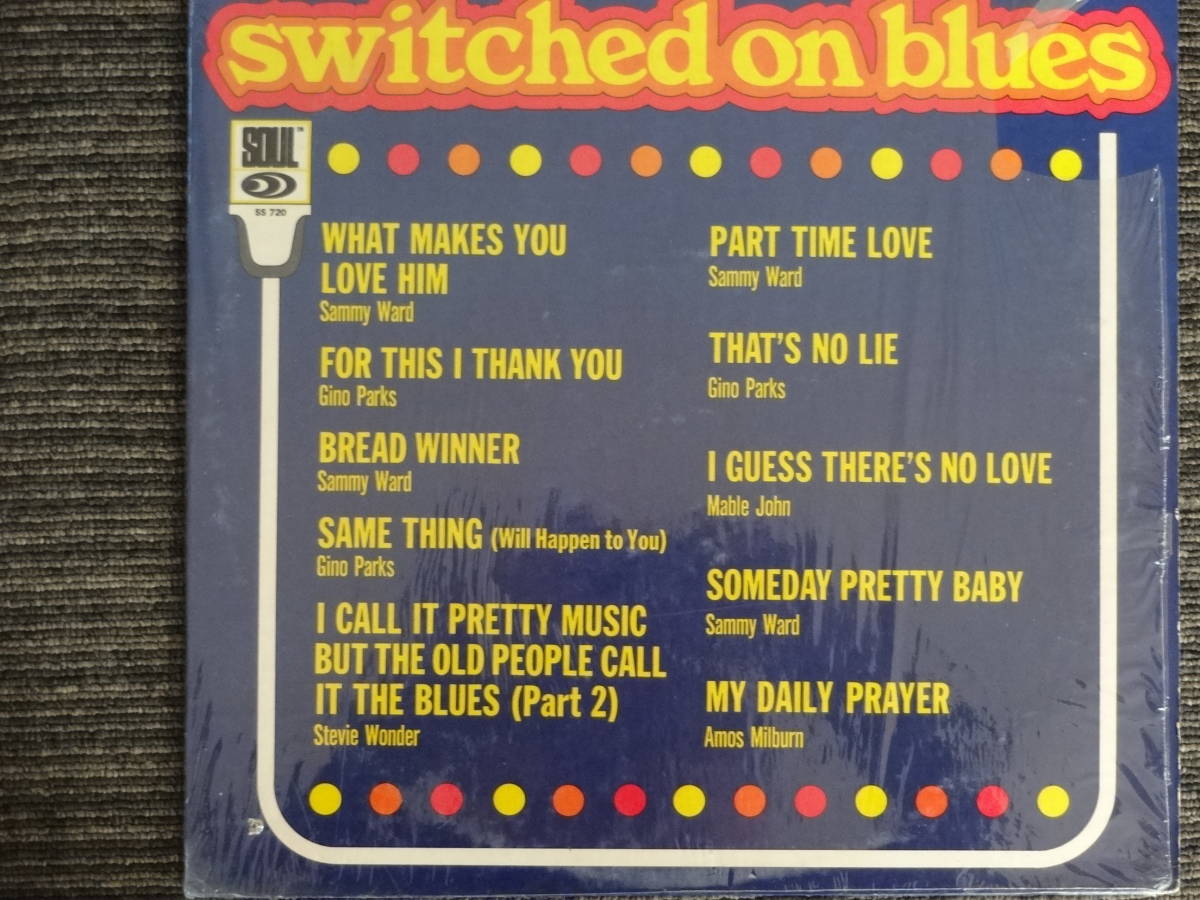 switched on blues
SOUL™
SS 720
WHAT MAKES YOU
LOVE HIM
Sammy Ward
FOR THIS I THANK YOU
Gino Parks
BREAD WINNER
Sammy Ward
SAME THING (Will Happen to You)
Gino Parks
I CALL IT PRETTY MUSIC
BUT THE OLD PEOPLE CALL
IT THE BLUES (Part 2)
Stevie Wonder
PART TIME LOVE
Sammy Ward
THAT'S NO LIE
Gino Parks
I GUESS THERE'S NO LOVE
Mable John
SOMEDAY PRETTY BABY
Sammy Ward
MY DAILY PRAYER
Amos Milburn